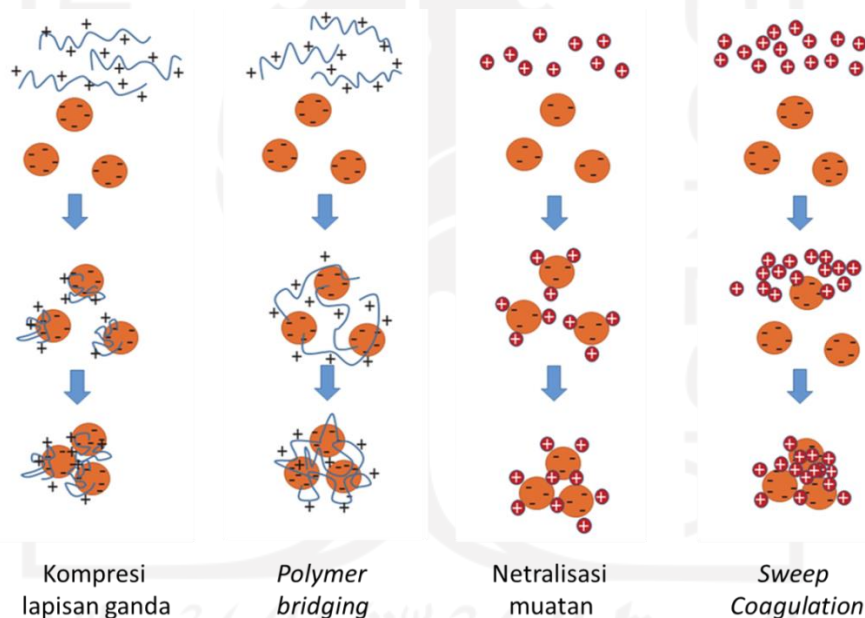 Kompresi
lapisan ganda
Polymer
bridging
Netralisasi
muatan
Sweep
Coagulation